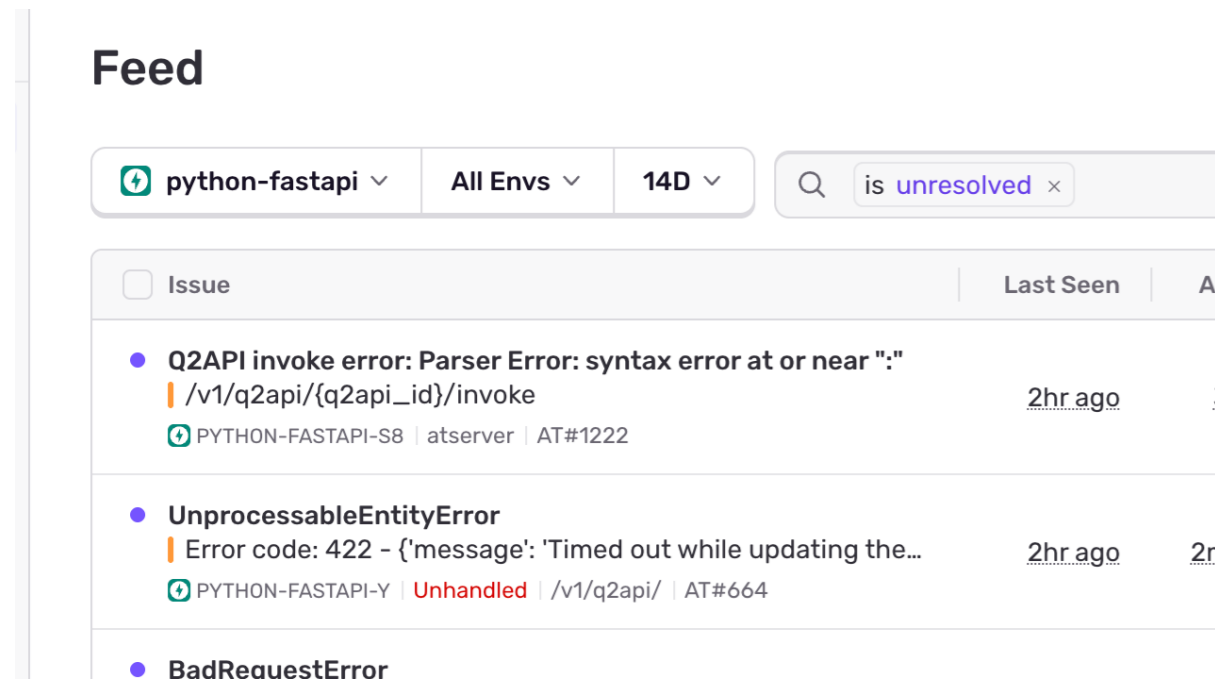 Feed
python-fastapi All Envs 14D is unresolved ×
Issue Last Seen A
Q2API invoke error: Parser Error: syntax error at or near ":"
/v1/q2api/{q2api_id}/invoke
2hr ago
PYTHON-FASTAPI-S8 atserver AT#1222
UnprocessableEntityError
Error code: 422 - {'message': 'Timed out while updating the...
2hr ago
PYTHON-FASTAPI-Y Unhandled /v1/q2api/ AT#664
BadRequestError